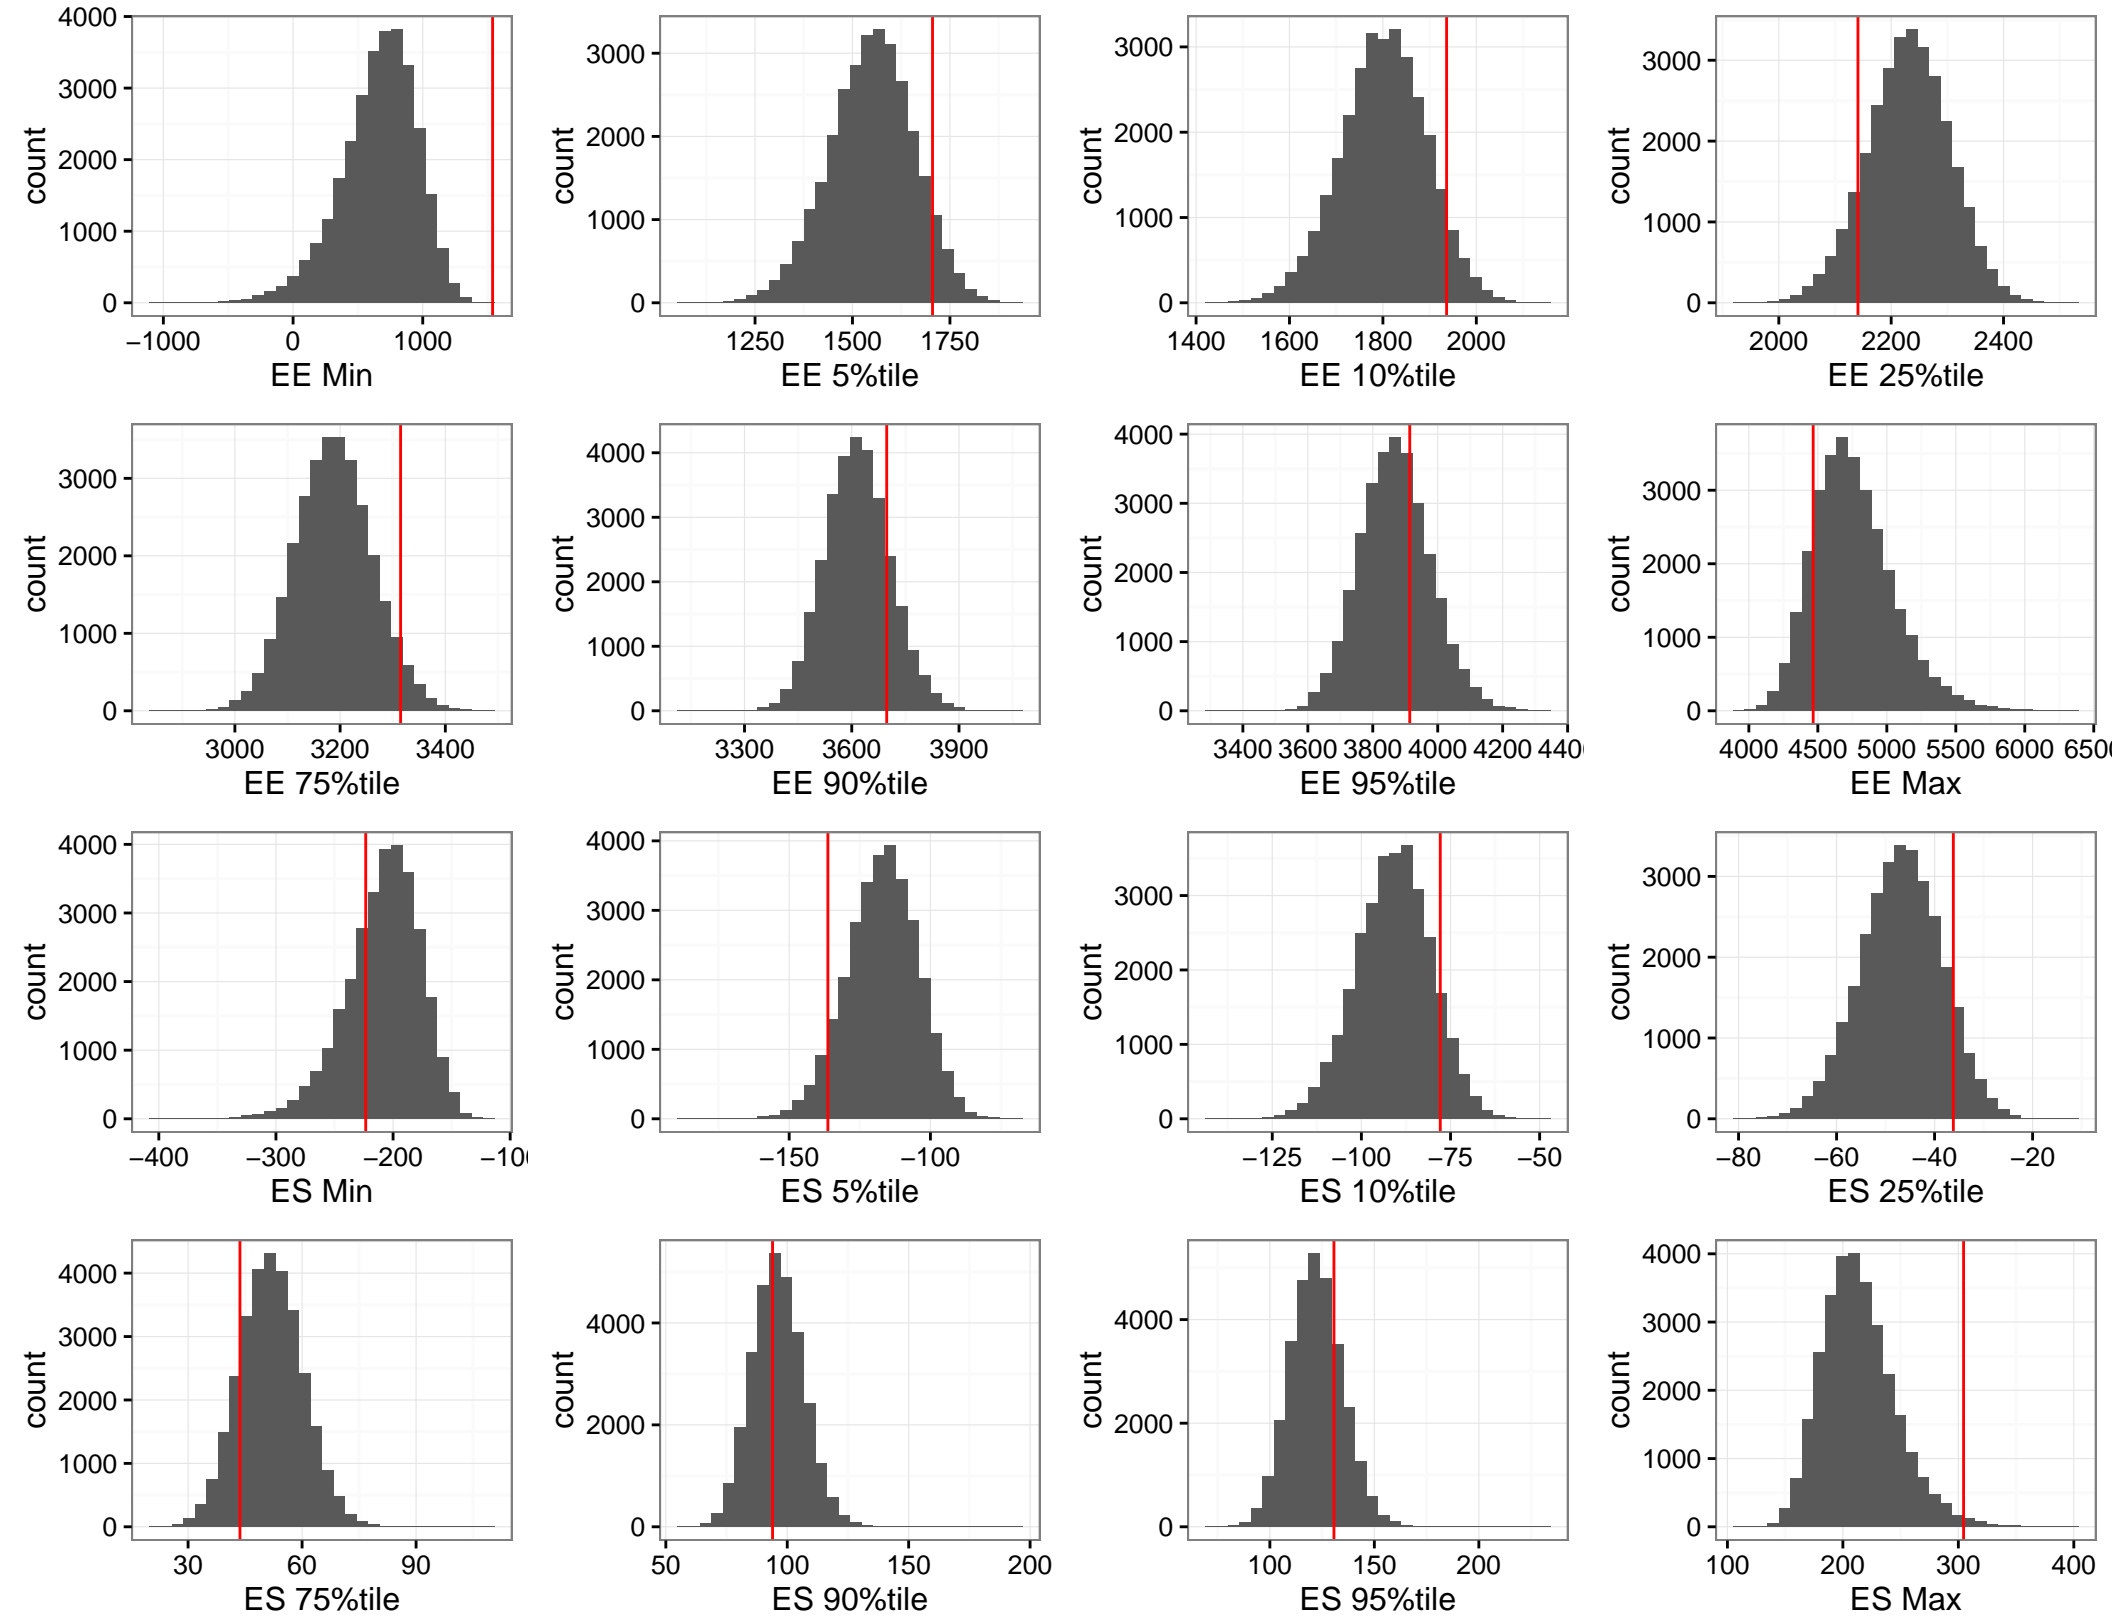 count
4000
3000
2000
1000
0
−1000 0 1000
EE Min
count
3000
2000
1000
0
1250 1500 1750
EE 5%tile
count
3000
2000
1000
0
1400 1600 1800 2000
EE 10%tile
count
3000
2000
1000
0
2000 2200 2400
EE 25%tile
count
3000
2000
1000
0
3000 3200 3400
EE 75%tile
count
4000
3000
2000
1000
0
3300 3600 3900
EE 90%tile
count
4000
3000
2000
1000
0
3400 3600 3800 4000 4200 440
EE 95%tile
count
3000
2000
1000
0
4000 4500 5000 5500 6000 650
EE Max
count
4000
3000
2000
1000
0
−400 −300 −200 −10
ES Min
count
4000
3000
2000
1000
0
−150 −100
ES 5%tile
count
3000
2000
1000
0
−125 −100 −75 −50
ES 10%tile
count
3000
2000
1000
0
−80 −60 −40 −20
ES 25%tile
count
4000
3000
2000
1000
0
30 60 90
ES 75%tile
count
4000
2000
0
50 100 150 200
ES 90%tile
count
4000
2000
0
100 150 200
ES 95%tile
count
4000
3000
2000
1000
0
100 200 300 400
ES Max